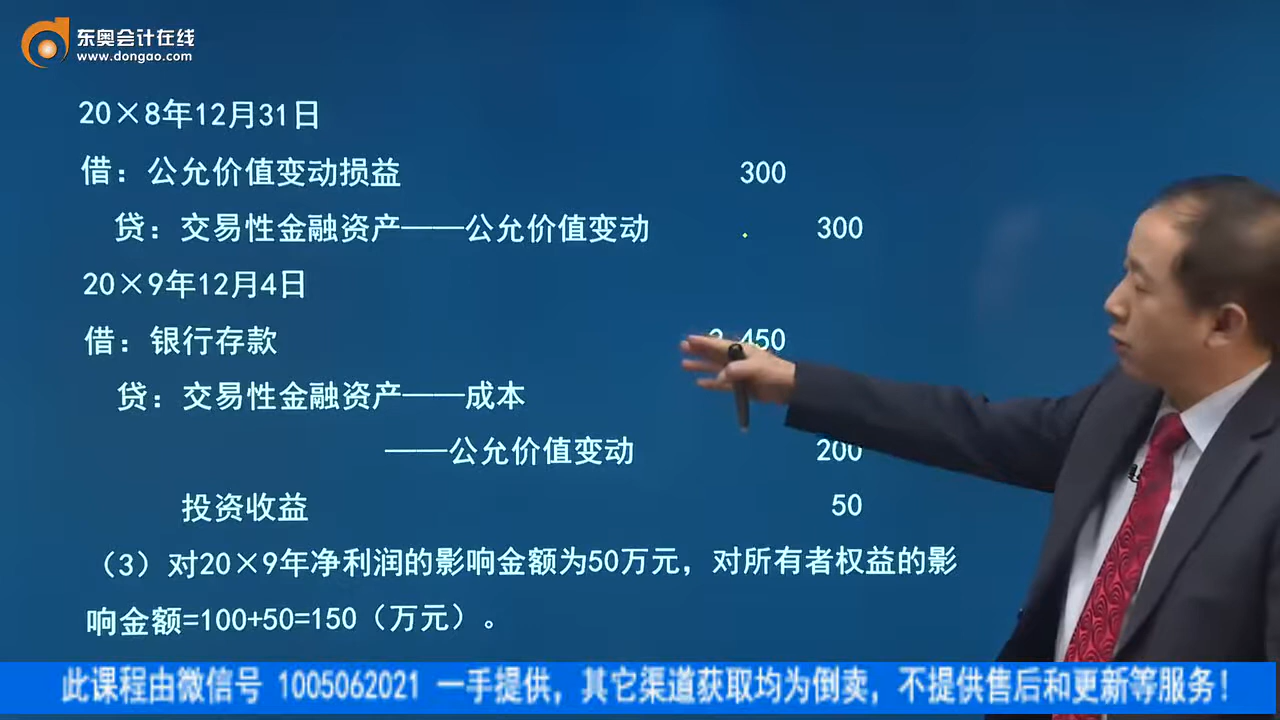 东奥会计在线
www.dongao.com
20×8年12月31日
借：公允价值变动损益 300
贷：交易性金融资产——公允价值变动 300
20×9年12月4日
借：银行存款 450
贷：交易性金融资产——成本
——公允价值变动 200
投资收益 50
（3）对20×9年净利润的影响金额为50万元，对所有者权益的影
响金额=100+50=150（万元）。
此课程由微信号 1005062021 一手提供，其它渠道获取均为倒卖，不提供售后和更新等服务！